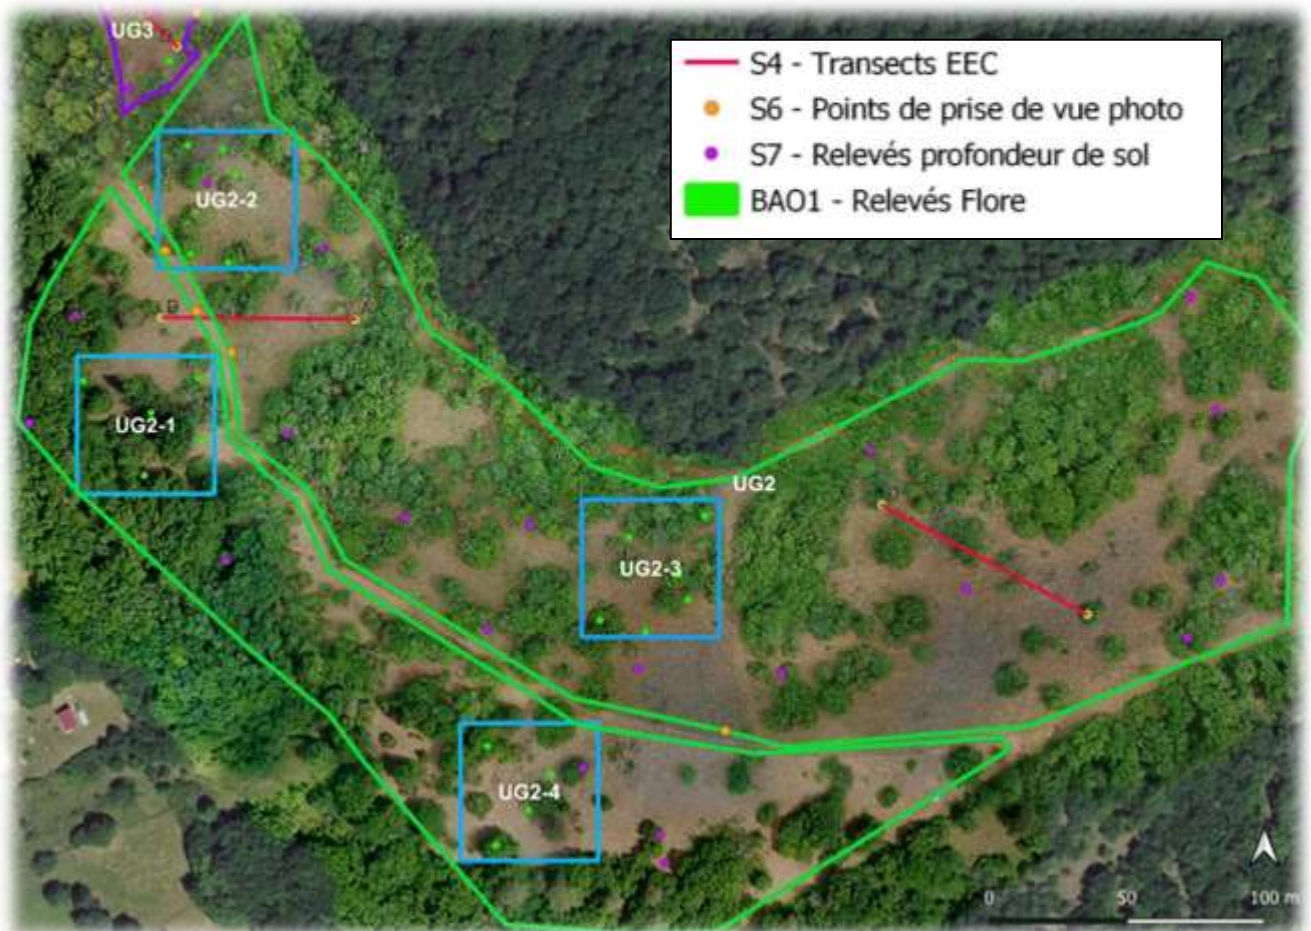 UG3
S4 - Transects EEC
S6 - Points de prise de vue photo
S7 - Relevés profondeur de sol
BAO1 - Relevés Flore
UG2-2
UG2-1
UG2
UG2-3
UG2-4
0 50 100 m